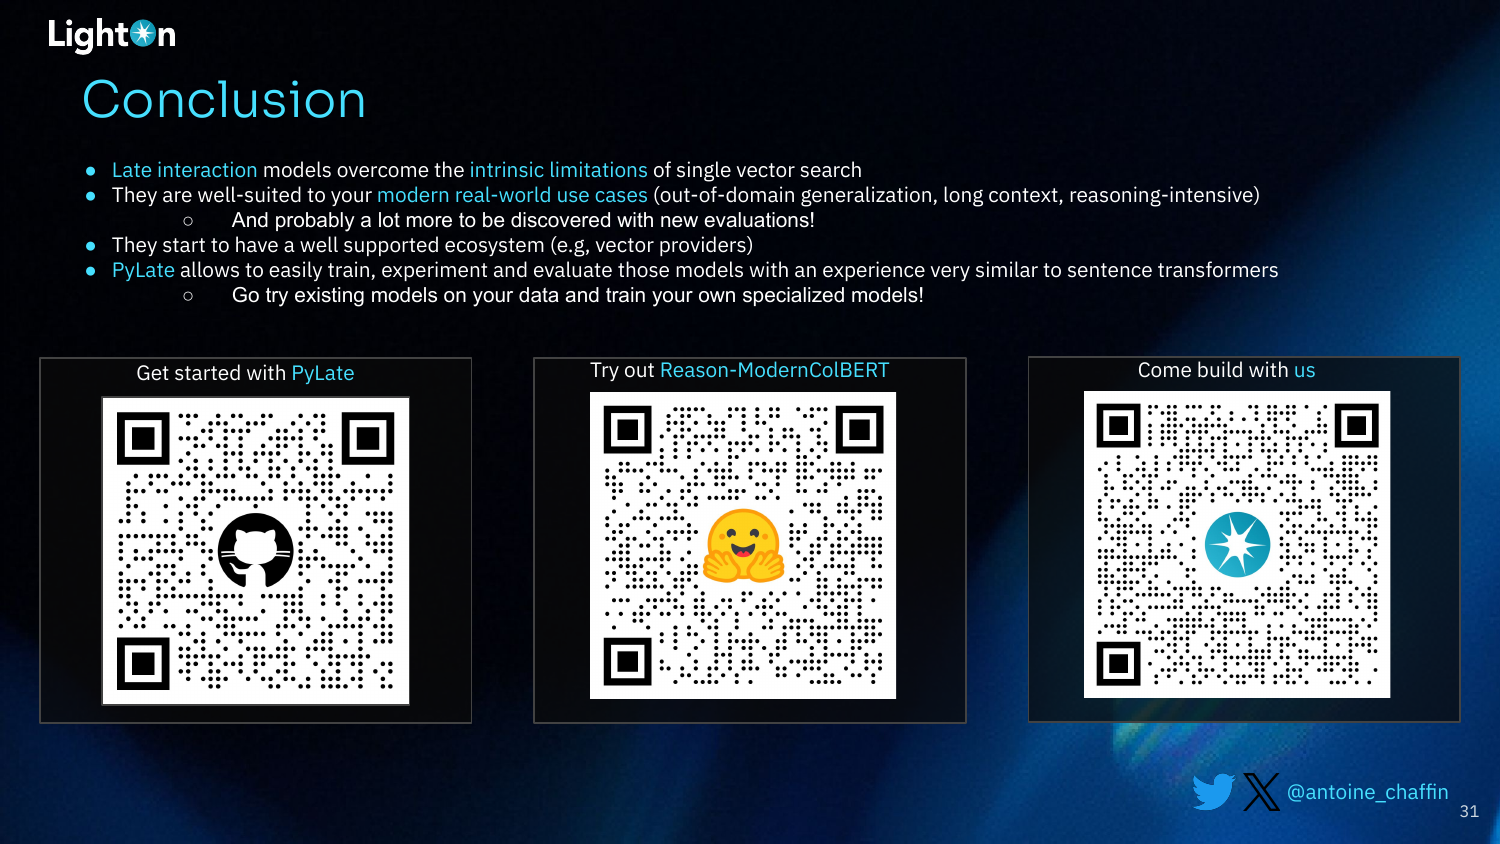 LightOn
Conclusion
● Late interaction models overcome the intrinsic limitations of single vector search
● They are well-suited to your modern real-world use cases (out-of-domain generalization, long context, reasoning-intensive)
○ And probably a lot more to be discovered with new evaluations!
● They start to have a well supported ecosystem (e.g, vector providers)
● PyLate allows to easily train, experiment and evaluate those models with an experience very similar to sentence transformers
○ Go try existing models on your data and train your own specialized models!
Get started with PyLate
Try out Reason-ModernColBERT
Come build with us
@antoine_chaffin
31